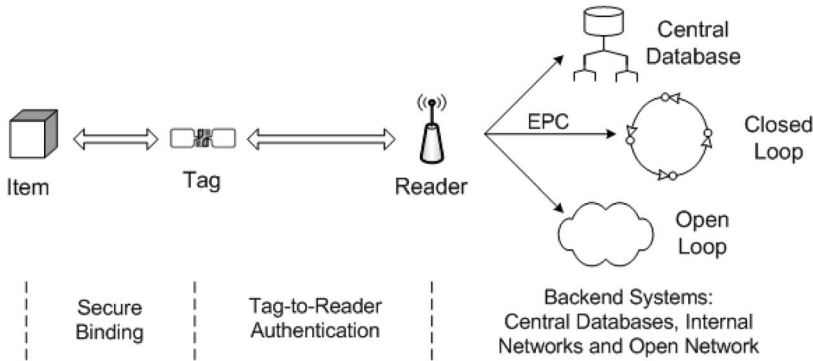 Central
Database
EPC
Closed
Loop
Item
Tag
Reader
Open
Loop
Secure
Binding
Tag-to-Reader
Authentication
Backend Systems:
Central Databases, Internal
Networks and Open Network